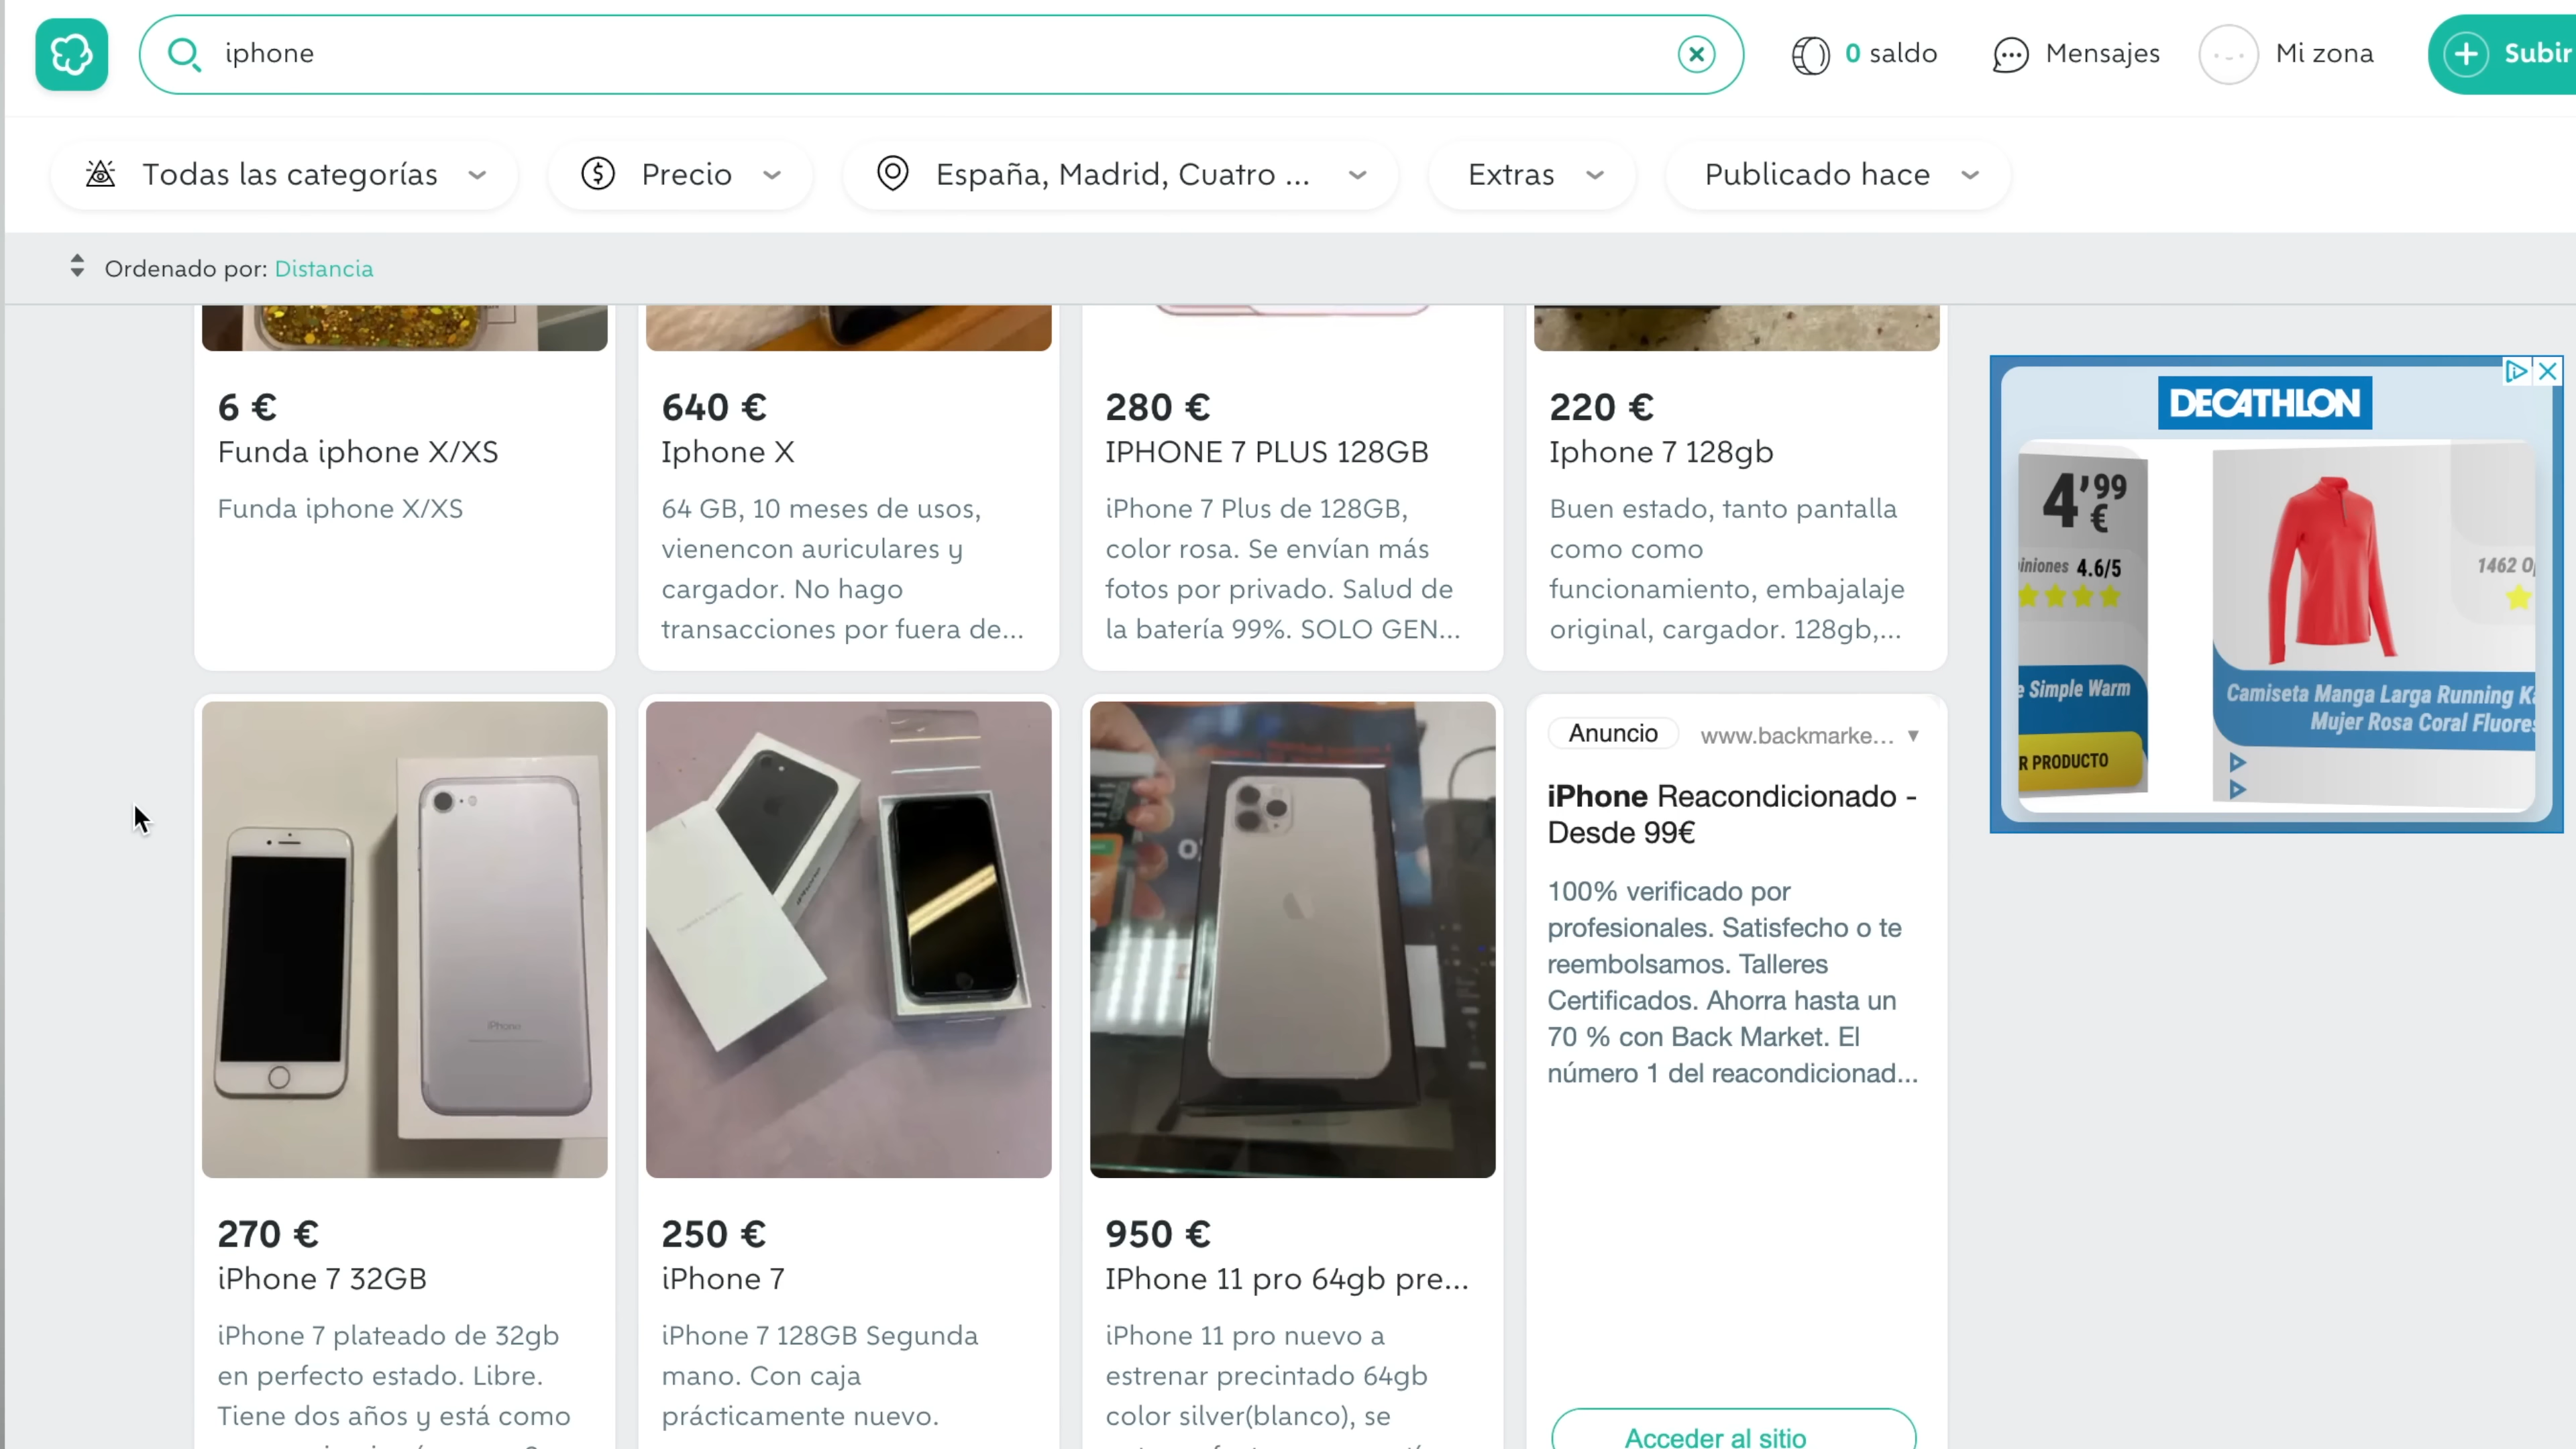 iphone
0 saldo
Mensajes
Mi zona
Subir
Todas las categorías
Precio
España, Madrid, Cuatro ...
Extras
Publicado hace
Ordenado por: Distancia
6 €
Funda iphone X/XS
Funda iphone X/XS
640 €
Iphone X
64 GB, 10 meses de usos,
vienencon auriculares y
cargador. No hago
transacciones por fuera de...
280 €
IPHONE 7 PLUS 128GB
iPhone 7 Plus de 128GB,
color rosa. Se envían más
fotos por privado. Salud de
la batería 99%. SOLO GEN...
220 €
Iphone 7 128gb
Buen estado, tanto pantalla
como como
funcionamiento, embajalaje
original, cargador. 128gb,...
DECATHLON
4'99
€
iniones 4.6/5
e Simple Warm
R PRODUCTO
1462 O
Camiseta Manga Larga Running K
Mujer Rosa Coral Fluores
iPhone
270 €
iPhone 7 32GB
iPhone 7 plateado de 32gb
en perfecto estado. Libre.
Tiene dos años y está como
iPhone
250 €
iPhone 7
iPhone 7 128GB Segunda
mano. Con caja
prácticamente nuevo.
950 €
IPhone 11 pro 64gb pre...
iPhone 11 pro nuevo a
estrenar precintado 64gb
color silver(blanco), se
Anuncio
www.backmarke... ▼
iPhone Reacondicionado -
Desde 99€
100% verificado por
profesionales. Satisfecho o te
reembolsamos. Talleres
Certificados. Ahorra hasta un
70 % con Back Market. El
número 1 del reacondicionad...
Acceder al sitio